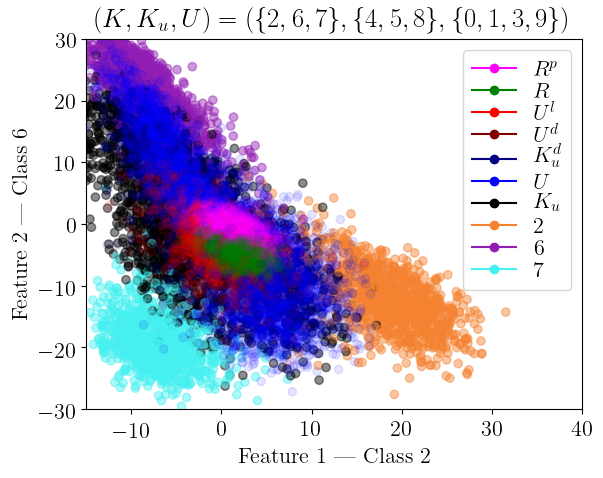 (K, K_u, U) = ({2, 6, 7}, {4, 5, 8}, {0, 1, 3, 9})
30
20
10
0
−10
−20
−30
Feature 2 — Class 6
R^p
R
U^l
U^d
K_u^d
U
K_u
2
6
7
−10 0 10 20 30 40
Feature 1 — Class 2